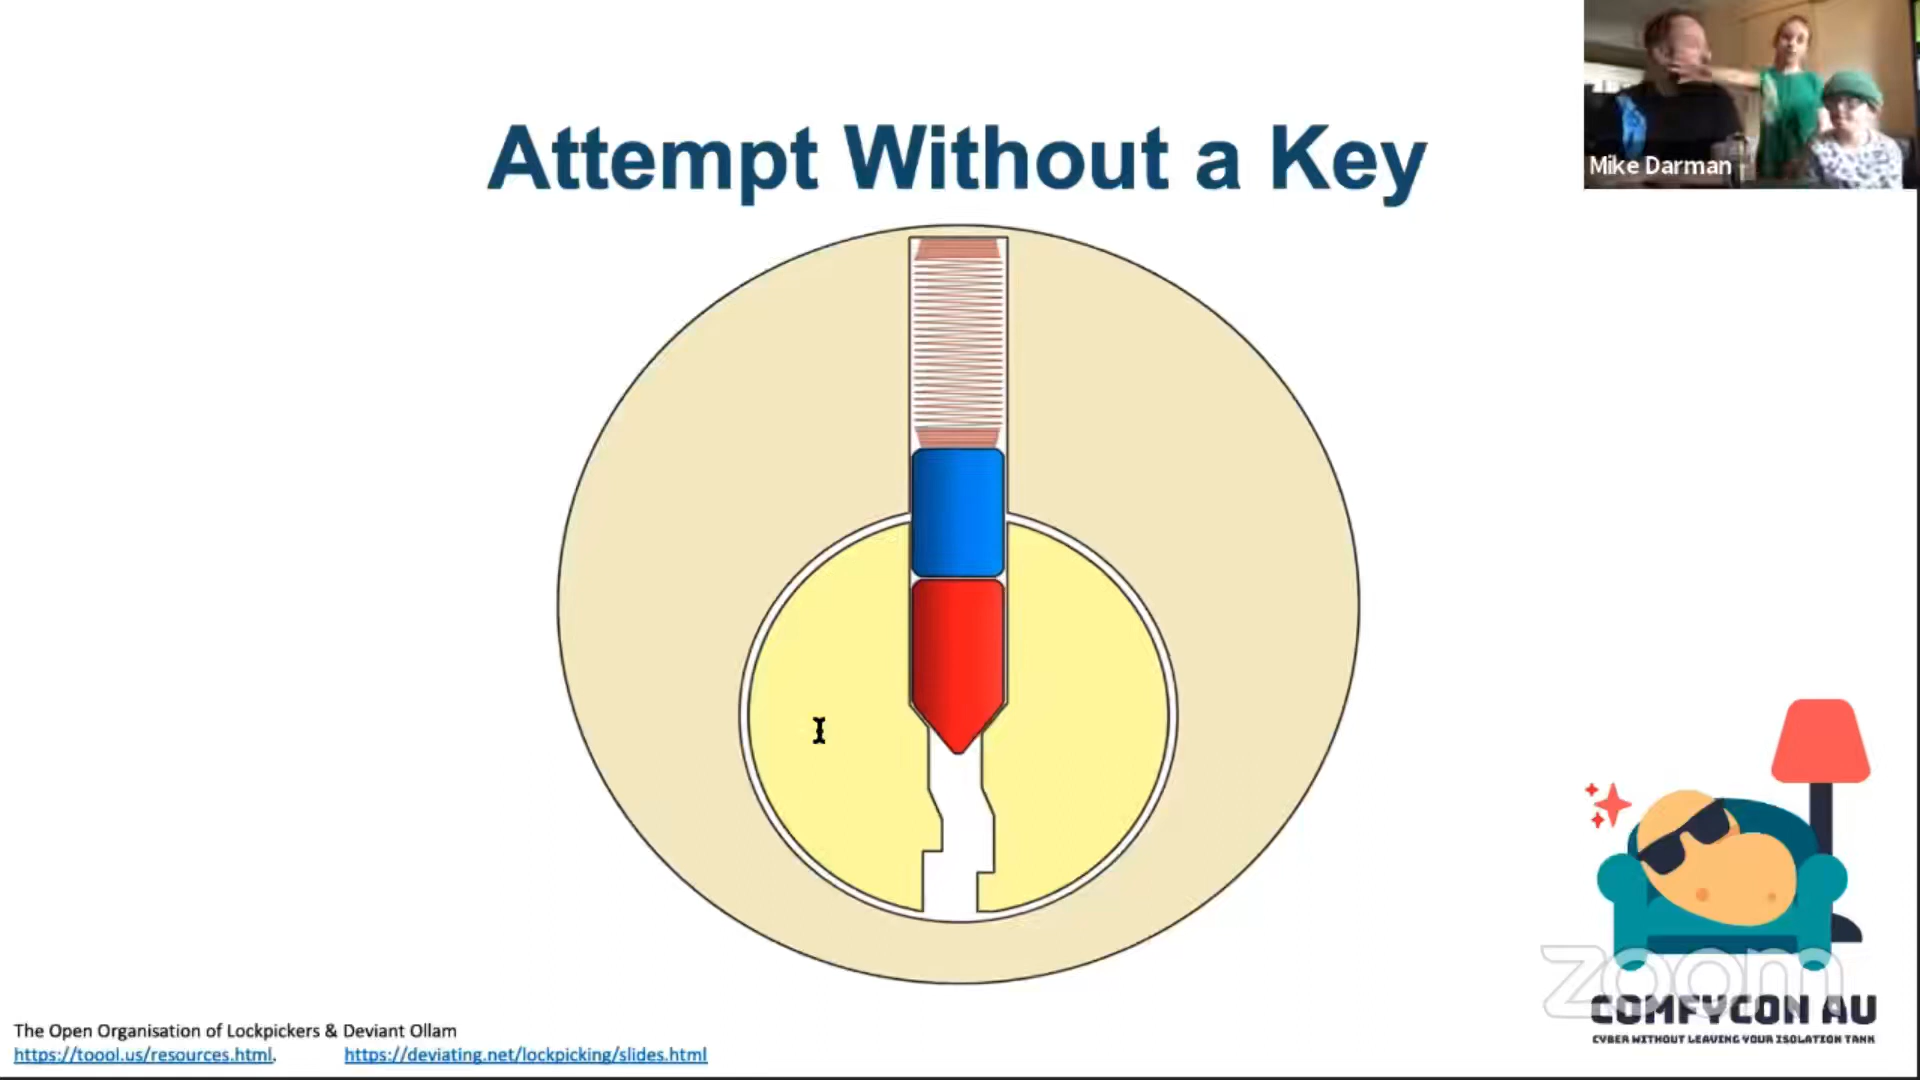 Attempt Without a Key
Mike Darman
The Open Organisation of Lockpickers & Deviant Ollam
https://toool.us/resources.html. https://deviating.net/lockpicking/slides.html
zoom
COMFYCON AU
CYBER WITHOUT LEAVING YOUR ISOLATION TANK